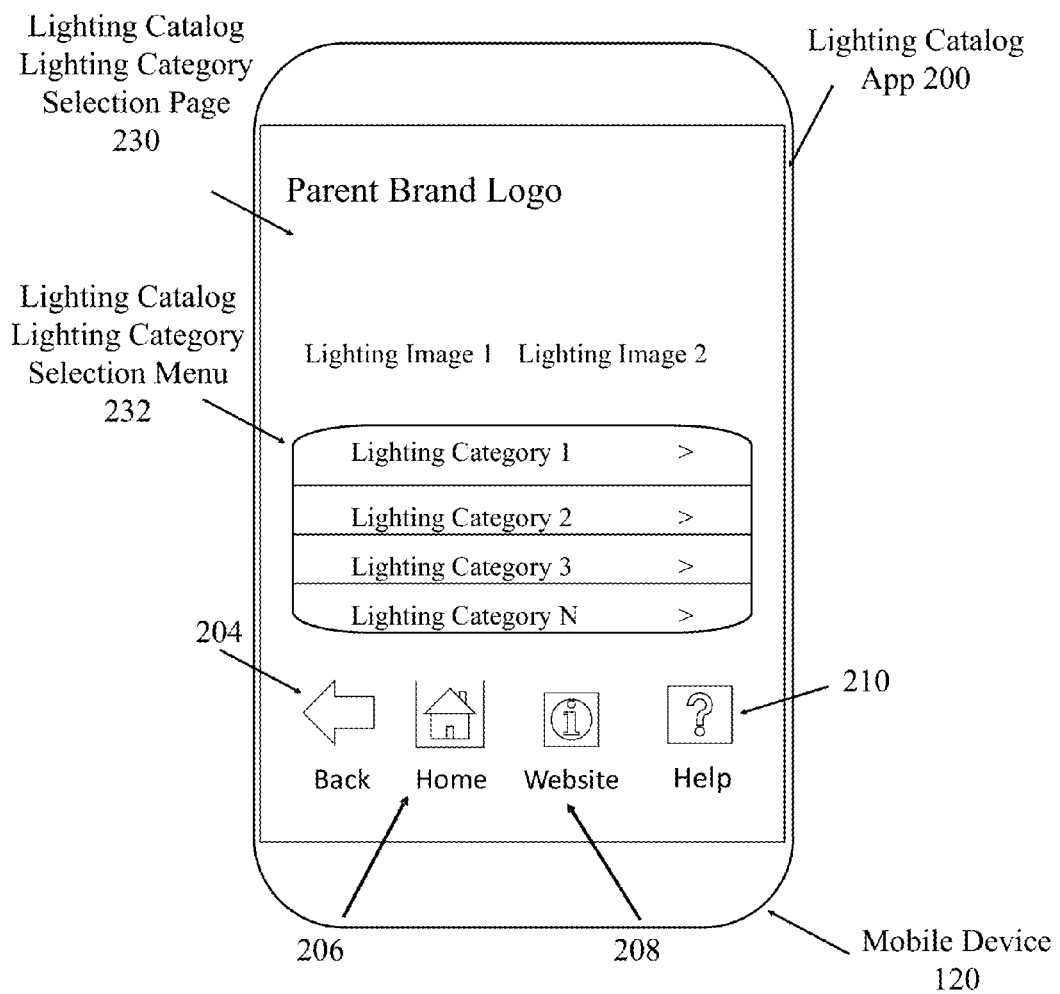 Lighting Catalog
Lighting Category
Selection Page
230
Lighting Catalog
App 200
Parent Brand Logo
Lighting Catalog
Lighting Category
Selection Menu
232
Lighting Image 1 Lighting Image 2
Lighting Category 1 >
Lighting Category 2 >
Lighting Category 3 >
Lighting Category N >
204
210
i
?
Back Home Website Help
206
208
Mobile Device
120